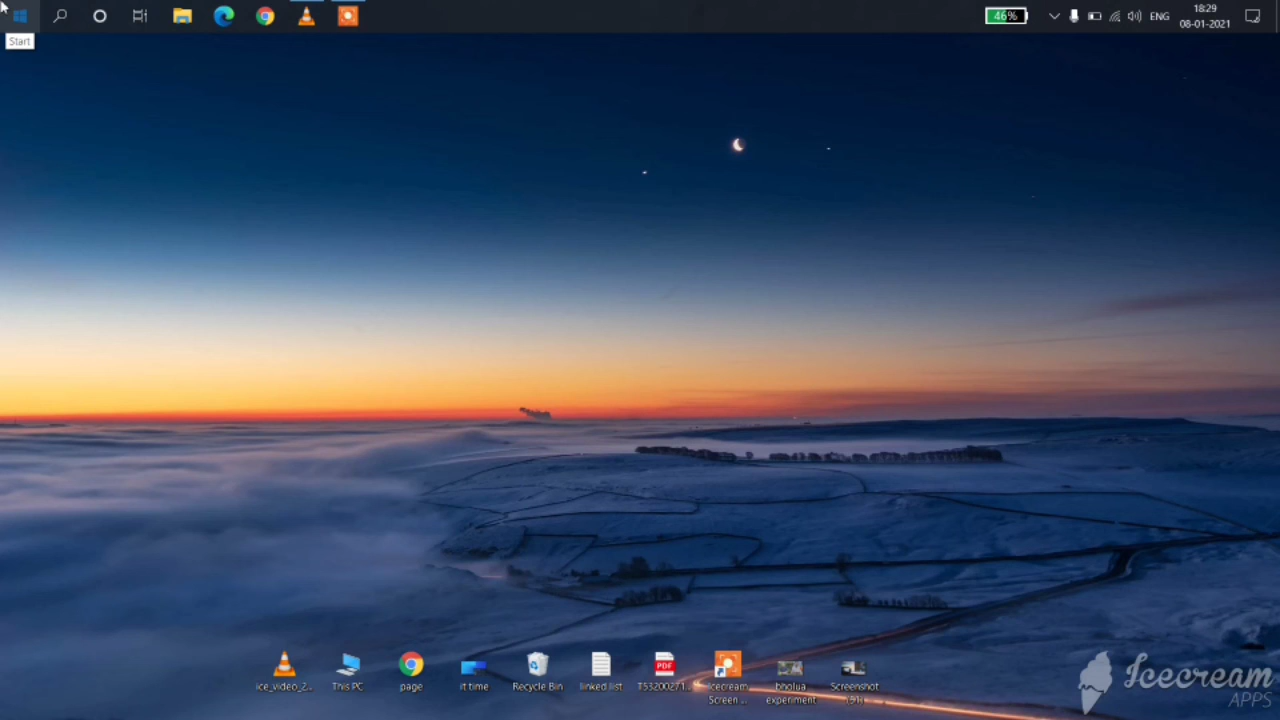 46%
ENG
18:29
08-01-2021
Start
ice_video_2...
This PC
page
it time
Recycle Bin
linked list
PDF
Icecream
Screen ...
bholua
experiment
Screenshot
Icecream
APPS